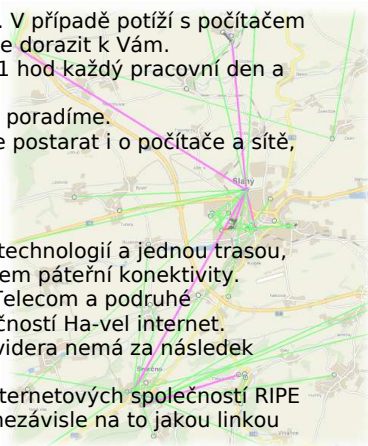 . V případě potíží s počítačem
e dorazit k Vám.
1 hod každý pracovní den a
poradíme.
e postarat i o počítače a sítě,
Slaný
technologií a jednou trasou,
em páteřní konektivity.
Telecom a podruhé
čností Ha-vel internet.
videra nemá za následek
Smečno
ternetových společností RIPE
nezávisle na to jakou linkou